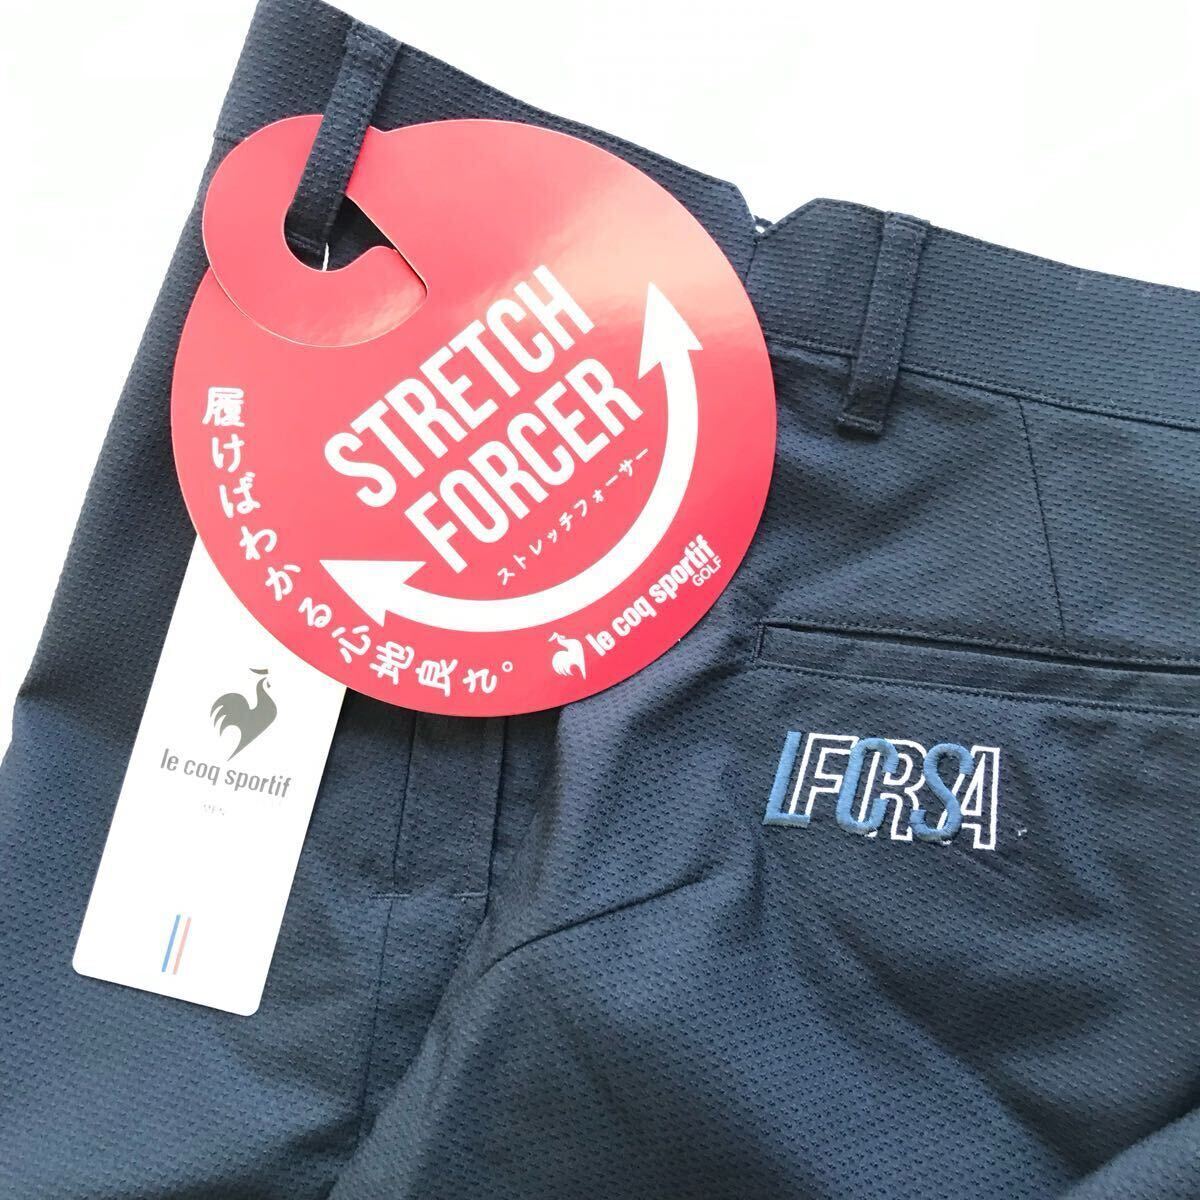 STRETCH
FORCER
ストレッチフォーサー
履けばわかる心地良さ。
le coq sportif
GOLF
le coq sportif
MEN